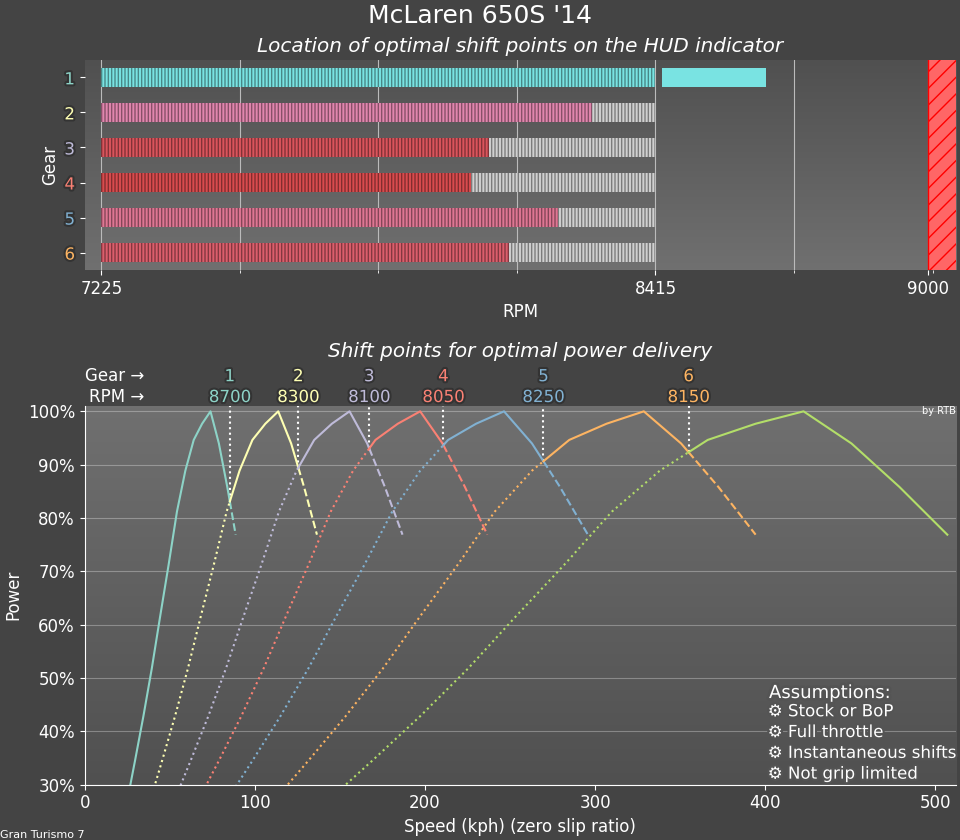 McLaren 650S '14
Location of optimal shift points on the HUD indicator
Gear
1
2
3
4
5
6
7225 8415 9000
RPM
Shift points for optimal power delivery
Gear → 1 2 3 4 5 6
RPM → 8700 8300 8100 8050 8250 8150
by RTB
Power
100%
90%
80%
70%
60%
50%
40%
30%
Assumptions:
⚙ Stock or BoP
⚙ Full throttle
⚙ Instantaneous shifts
⚙ Not grip limited
0 100 200 300 400 500
Speed (kph) (zero slip ratio)
Gran Turismo 7